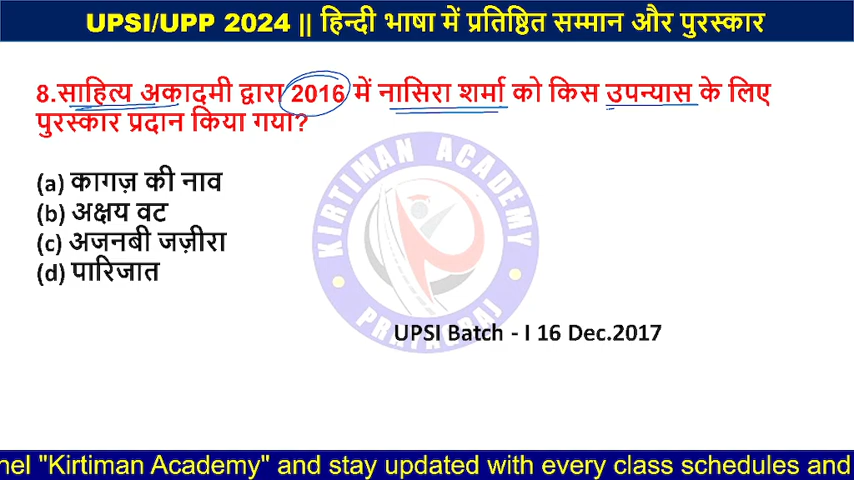 UPSI/UPP 2024 || हिन्दी भाषा में प्रतिष्ठित सम्मान और पुरस्कार
8.साहित्य अकादमी द्वारा 2016 में नासिरा शर्मा को किस उपन्यास के लिए
पुरस्कार प्रदान किया गया?
(a) कागज़ की नाव
(b) अक्षय वट
(c) अजनबी जज़ीरा
(d) पारिजात
KIRTIMAN ACADEMY
PRAYAGRAJ
UPSI Batch - I 16 Dec.2017
nel "Kirtiman Academy" and stay updated with every class schedules and